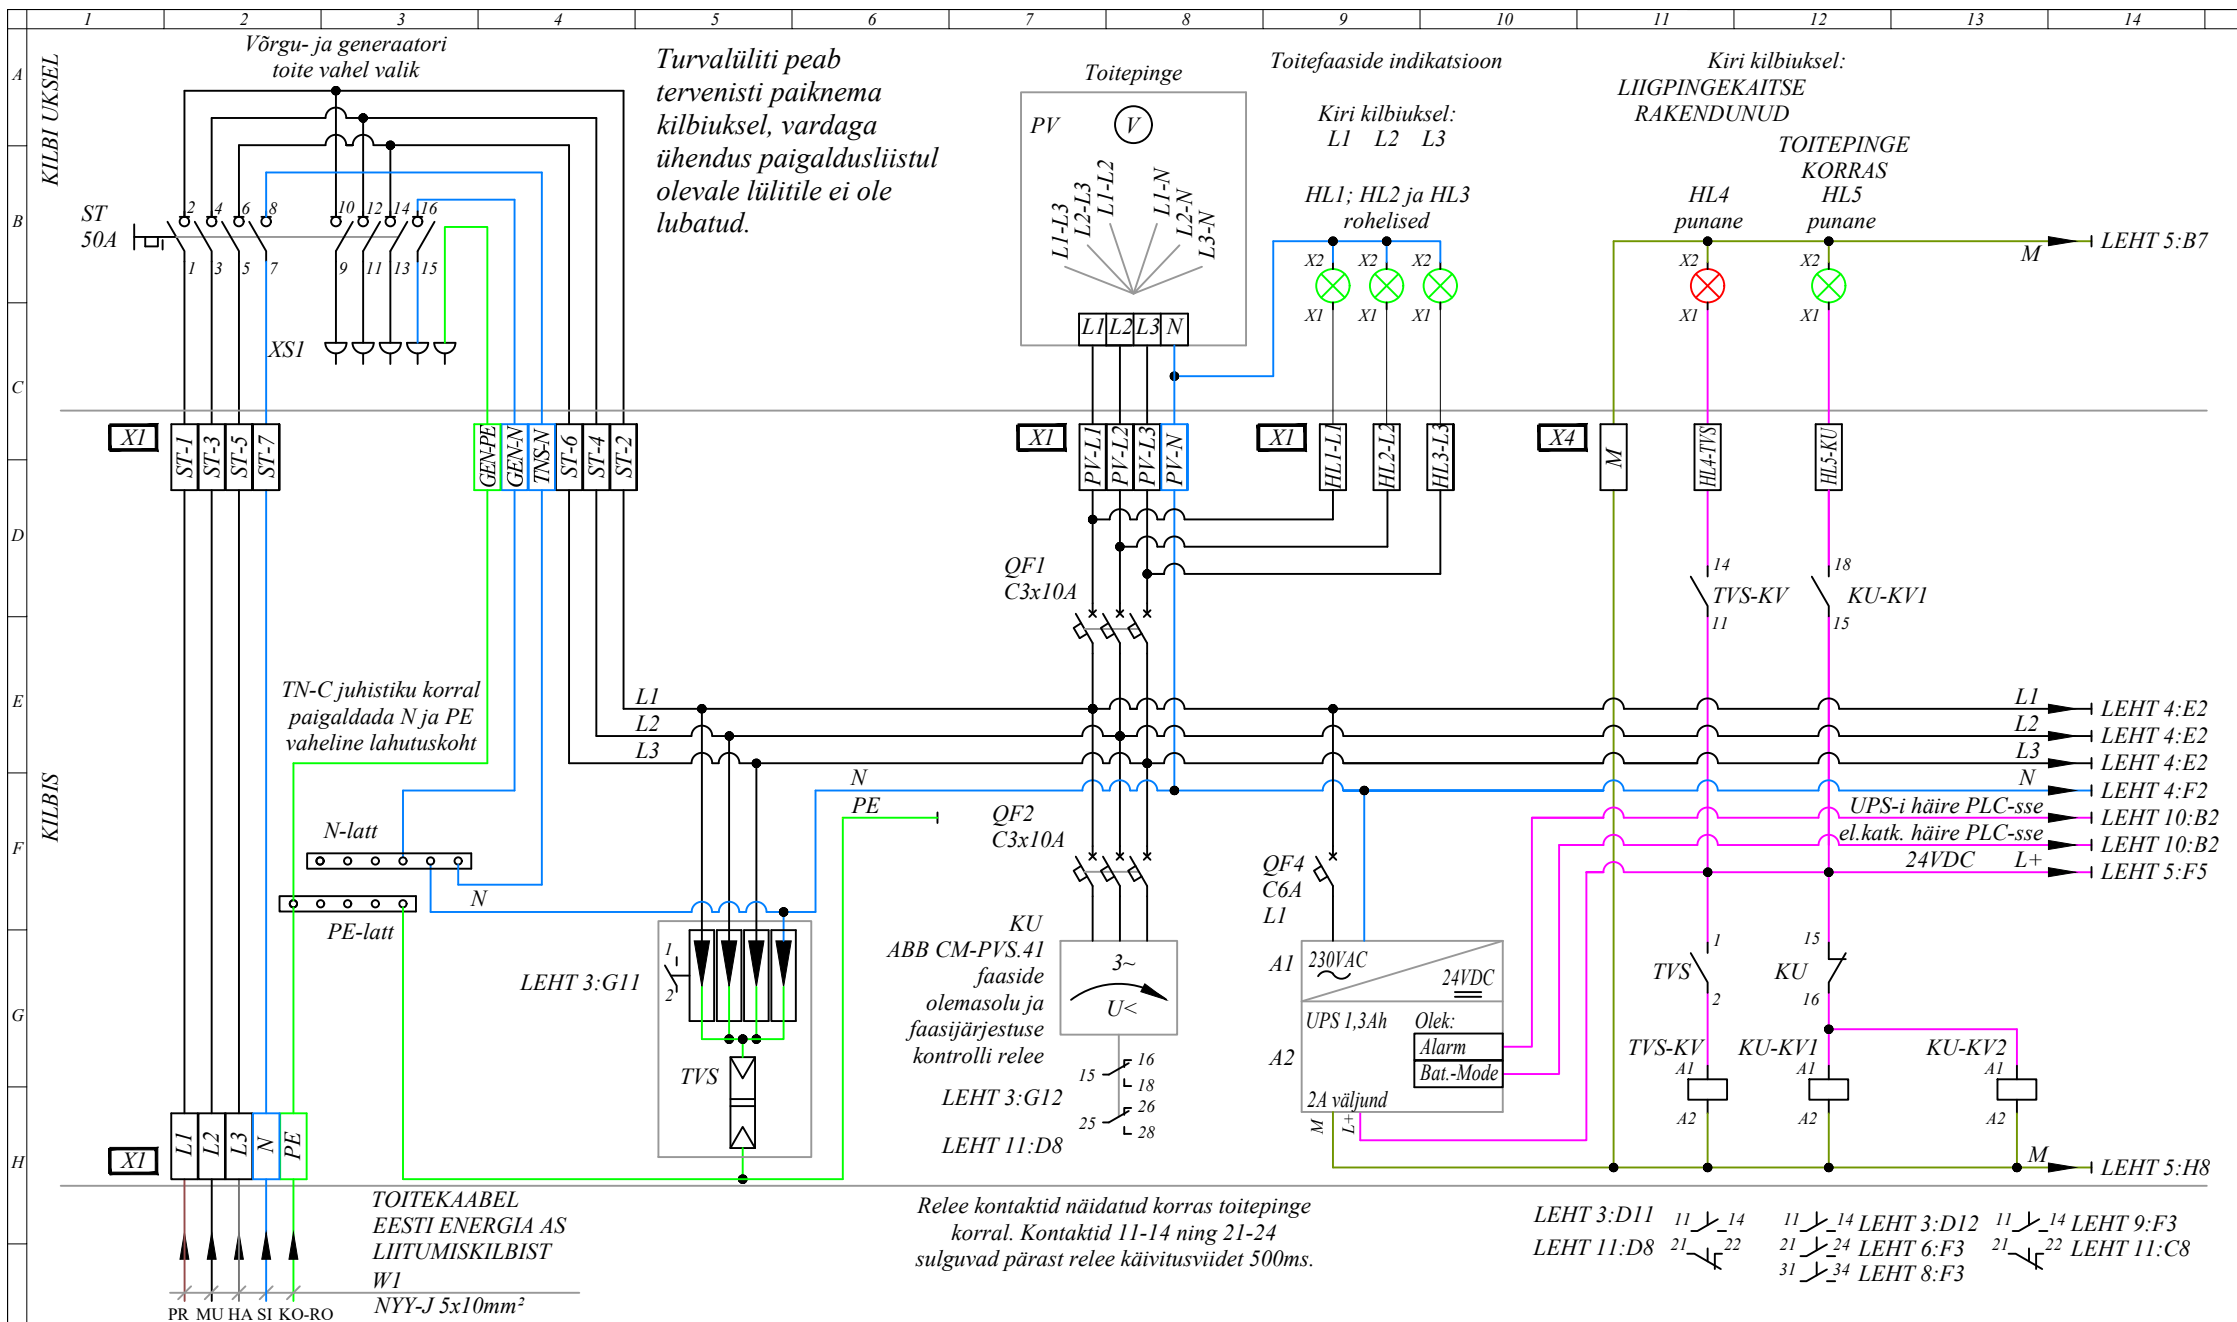 1 2 3 4 5 6 7 8 9 10 11 12 13 14
A
B
C
D
E
F
G
H
KILBI UKSEL
KILBIS
Võrgu- ja generaatori
toite vahel valik
Turvalüliti peab
tervenisti paiknema
kilbiuksel, vardaga
ühendus paigaldusliistul
olevale lülitile ei ole
lubatud.
Toitepinge
PV
V
L1-L3
L2-L3
L1-L2
L1-N
L2-N
L3-N
L1 L2 L3 N
Toitefaaside indikatsioon
Kiri kilbiuksel:
L1 L2 L3
HL1; HL2 ja HL3
rohelised
X2 X2 X2
X1 X1 X1
Kiri kilbiuksel:
LIIGPINGEKAITSE
RAKENDUNUD
TOITEPINGE
KORRAS
HL4
punane
HL5
punane
X2 X2
X1 X1
M
LEHT 5:B7
ST
50A
2 4 6 8 10 12 14 16
1 3 5 7 9 11 13 15
XS1
X1
ST-1
ST-3
ST-5
ST-7
GEN-PE
GEN-N
TNS-N
ST-6
ST-4
ST-2
X1
PV-L1
PV-L2
PV-L3
PV-N
X1
HL1-L1
HL2-L2
HL3-L3
X4
M
HL4-TVS
HL5-KU
QF1
C3x10A
14
TVS-KV
11
18
KU-KV1
15
TN-C juhistiku korral
paigaldada N ja PE
vaheline lahutuskoht
L1
L2
L3
N
PE
L1
LEHT 4:E2
L2
LEHT 4:E2
L3
LEHT 4:E2
N
LEHT 4:F2
UPS-i häire PLC-sse
LEHT 10:B2
el.katk. häire PLC-sse
LEHT 10:B2
24VDC L+
LEHT 5:F5
N-latt
N
PE-latt
QF2
C3x10A
QF4
C6A
L1
LEHT 3:G11
1
2
TVS
KU
ABB CM-PVS.41
faaside
olemasolu ja
faasijärjestuse
kontrolli relee
3~
U<
15 16
18
LEHT 3:G12
25 26
28
LEHT 11:D8
A1
230VAC
24VDC
A2
UPS 1,3Ah
Olek:
Alarm
Bat.-Mode
2A väljund
M
L+
1
TVS
2
15
KU
16
TVS-KV
A1
A2
KU-KV1
A1
A2
KU-KV2
A1
A2
M
LEHT 5:H8
X1
L1
L2
L3
N
PE
TOITEKAABEL
EESTI ENERGIA AS
LIITUMISKILBIST
W1
NYY-J 5x10mm²
PR MU HA SI KO-RO
Relee kontaktid näidatud korras toitepinge
korral. Kontaktid 11-14 ning 21-24
sulguvad pärast relee käivitusviidet 500ms.
LEHT 3:D11 11 14
LEHT 11:D8 21 22
11 14 LEHT 3:D12
21 24 LEHT 6:F3
31 34 LEHT 8:F3
11 14 LEHT 9:F3
21 22 LEHT 11:C8